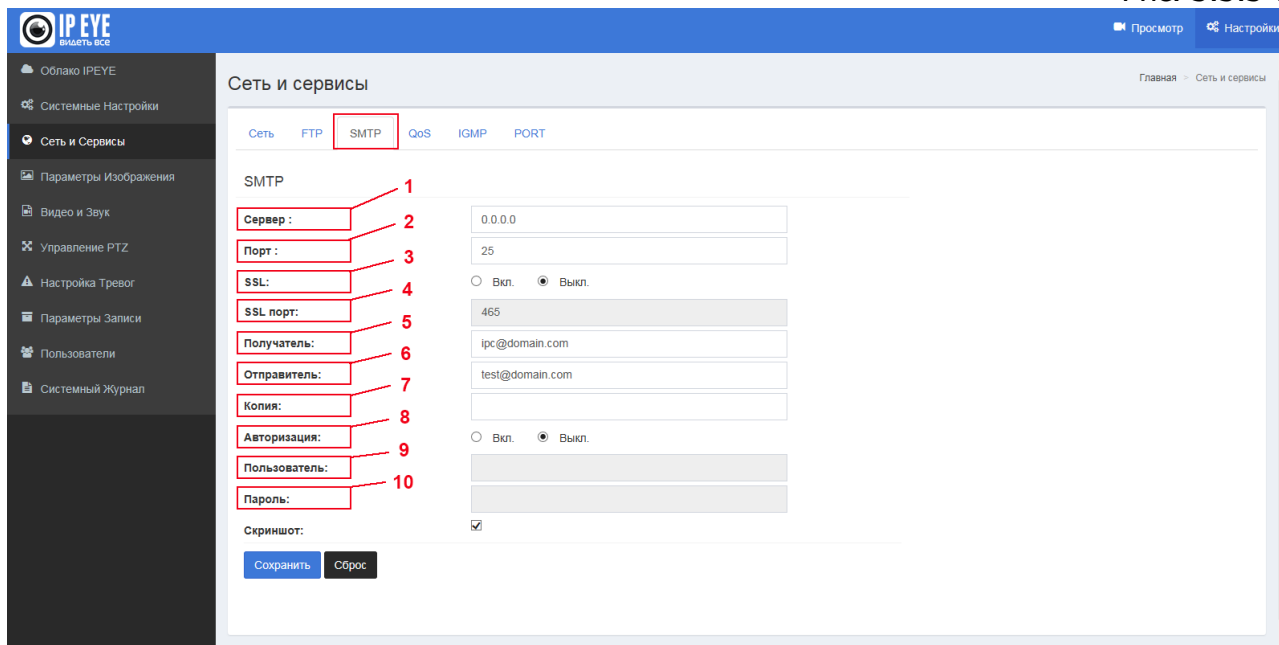 IP EYE
видеть все
Просмотр Настройки
Облако IPEYE
Системные Настройки
Сеть и Сервисы
Параметры Изображения
Видео и Звук
Управление PTZ
Настройка Тревог
Параметры Записи
Пользователи
Системный Журнал
Сеть и сервисы
Главная > Сеть и сервисы
Сеть FTP SMTP QoS IGMP PORT
SMTP
1
Сервер : 0.0.0.0
2
Порт : 25
3
SSL: Вкл. Выкл.
4
SSL порт: 465
5
Получатель: ipc@domain.com
6
Отправитель: test@domain.com
7
Копия:
8
Авторизация: Вкл. Выкл.
9
Пользователь:
10
Пароль:
Скриншот:
Сохранить Сброс